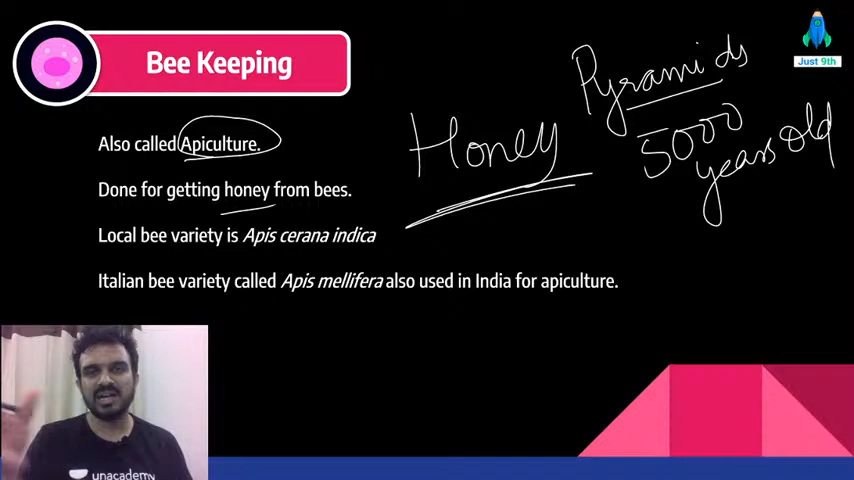 Bee Keeping
Just 9th
Also called Apiculture.
Done for getting honey from bees.
Local bee variety is Apis cerana indica
Italian bee variety called Apis mellifera also used in India for apiculture.
Honey
Pyramids
5000
years old
unacademy